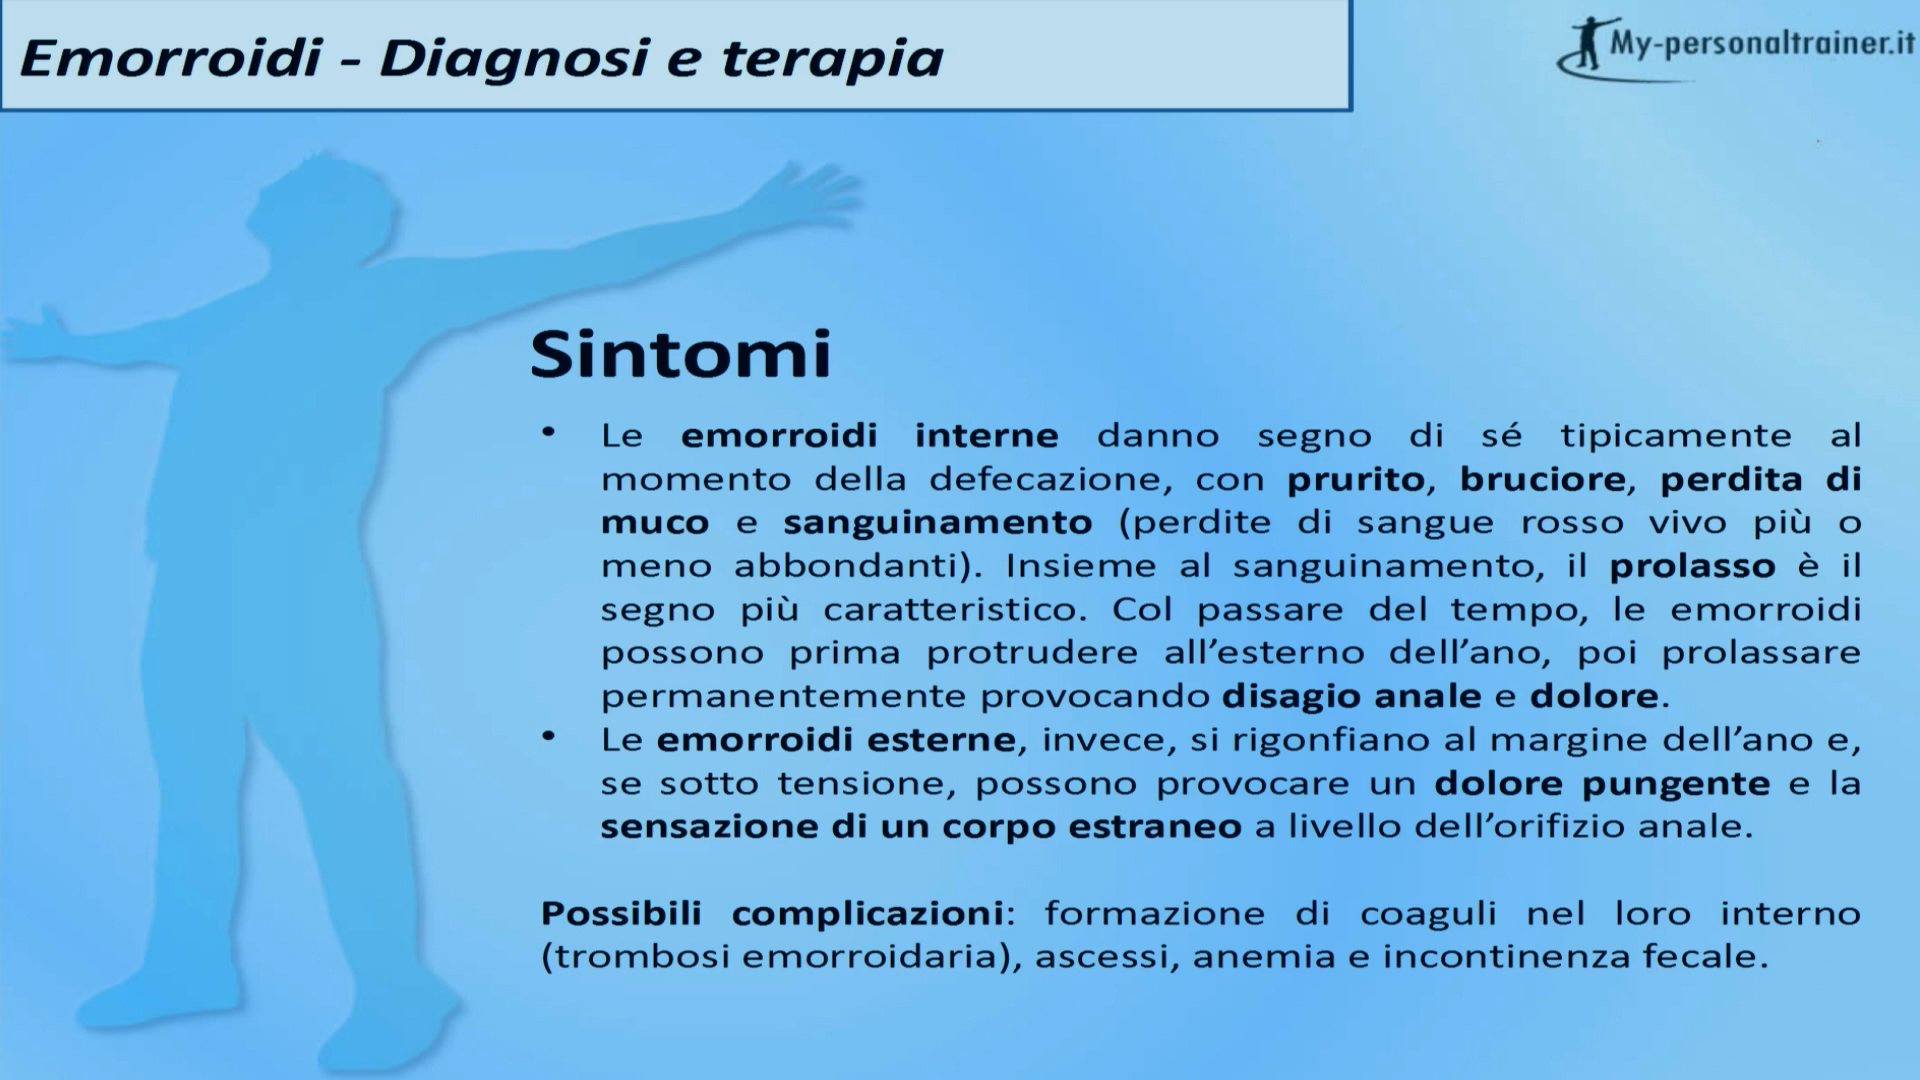 Emorroidi - Diagnosi e terapia
My-personaltrainer.it
Sintomi
• Le emorroidi interne danno segno di sé tipicamente al
momento della defecazione, con prurito, bruciore, perdita di
muco e sanguinamento (perdite di sangue rosso vivo più o
meno abbondanti). Insieme al sanguinamento, il prolasso è il
segno più caratteristico. Col passare del tempo, le emorroidi
possono prima protrudere all’esterno dell’ano, poi prolassare
permanentemente provocando disagio anale e dolore.
• Le emorroidi esterne, invece, si rigonfiano al margine dell’ano e,
se sotto tensione, possono provocare un dolore pungente e la
sensazione di un corpo estraneo a livello dell’orifizio anale.
Possibili complicazioni: formazione di coaguli nel loro interno
(trombosi emorroidaria), ascessi, anemia e incontinenza fecale.